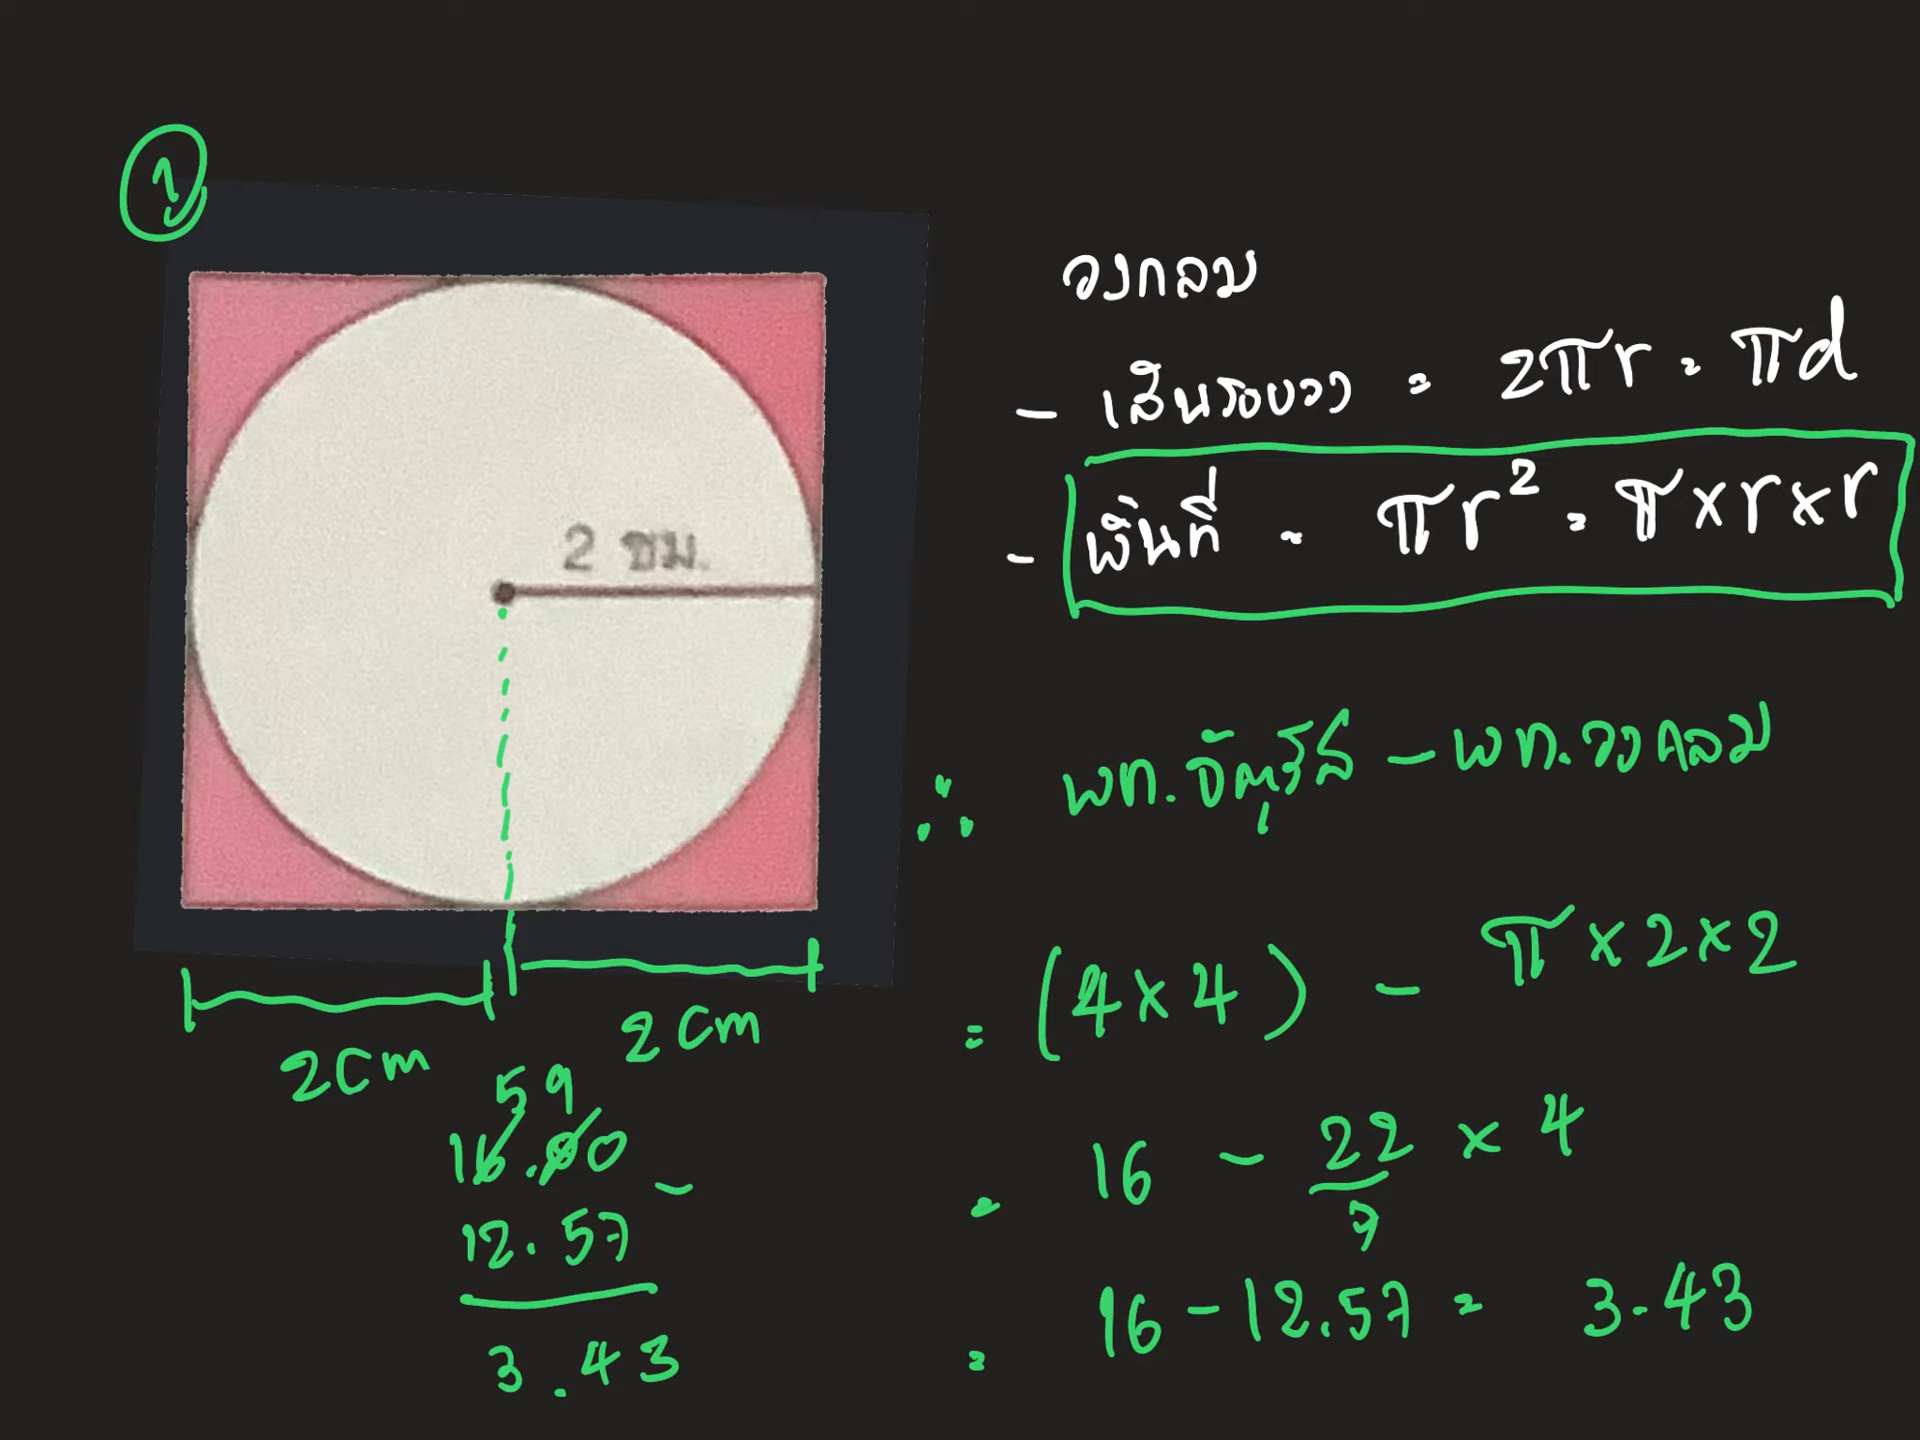 วงกลม
- เส้นรอบวง = 2πr = πd
- พื้นที่ = πr² = π×r×r
2 ซม.
∴ พท.จัตุรัส - พท.วงกลม
= (4×4) - π×2×2
2cm 2cm
= 16 - 22/7 × 4
= 16 - 12.57 = 3.43
59
16.00 -
12.57
3.43